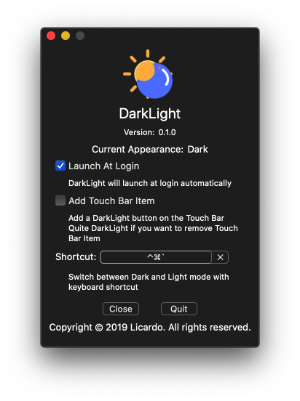 DarkLight
Version: 0.1.0
Current Appearance: Dark
Launch At Login
DarkLight will launch at login automatically
Add Touch Bar Item
Add a DarkLight button on the Touch Bar
Quite DarkLight if you want to remove Touch
Bar Item
Shortcut: ^⌘` ×
Switch between Dark and Light mode with
keyboard shortcut
Close Quit
Copyright © 2019 Licardo. All rights reserved.